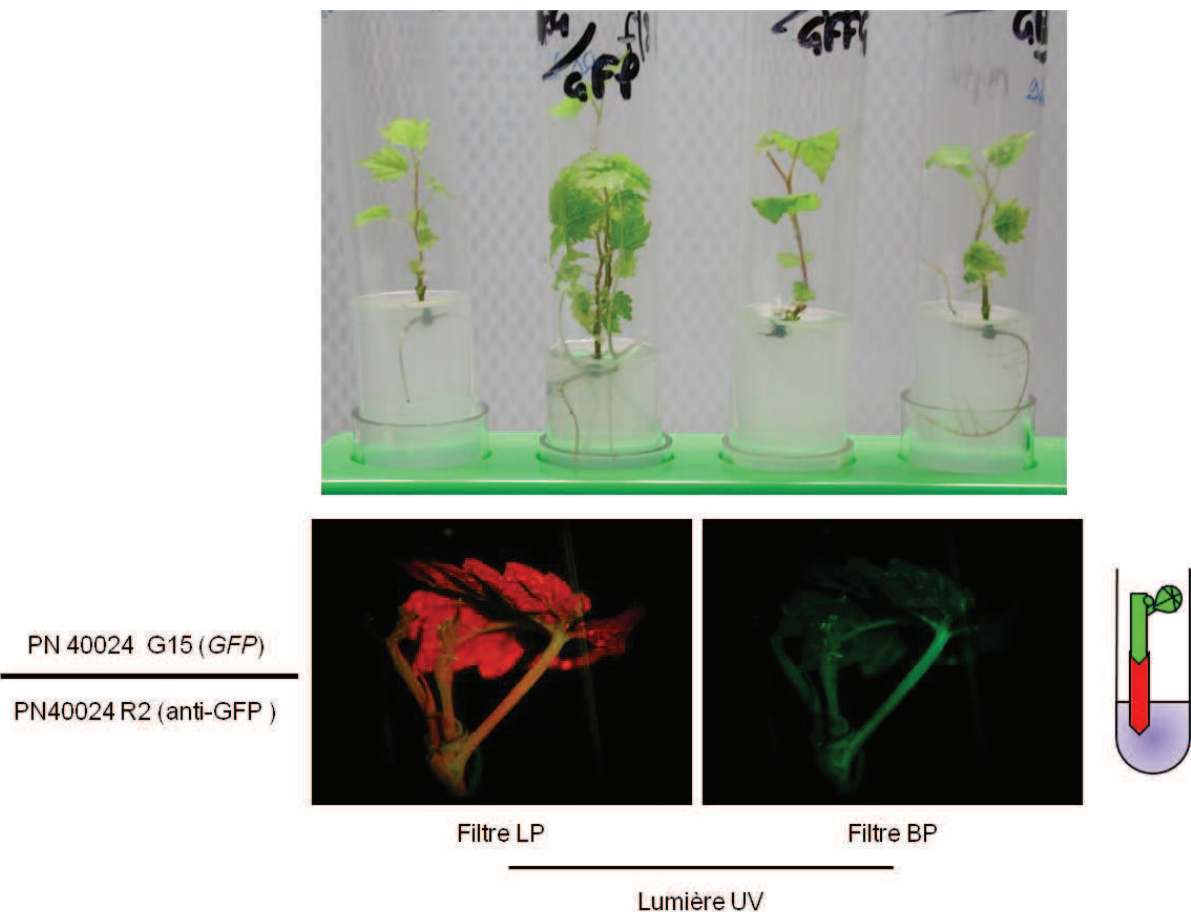 GFP
GFP
PN 40024 G15 (GFP)
PN40024 R2 (anti-GFP )
Filtre LP
Filtre BP
Lumière UV